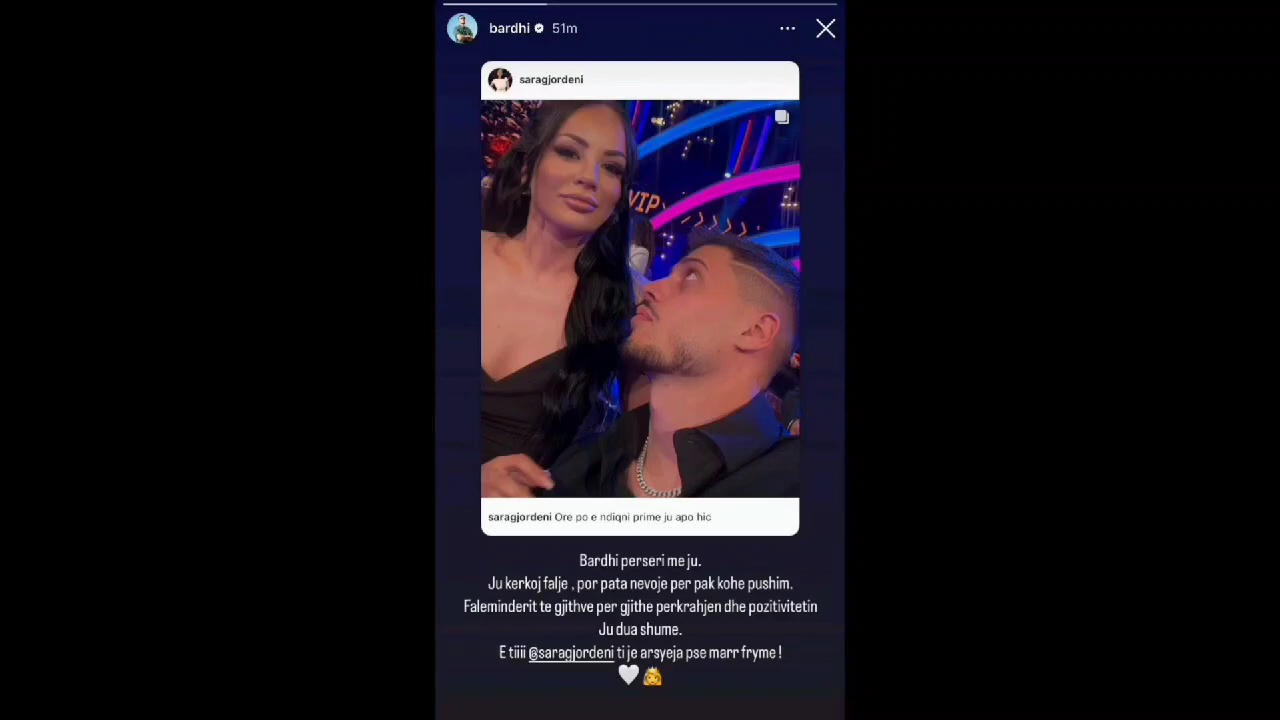 bardhi 51m
saragjordeni
VIP
saragjordeni Ore po e ndiqni prime ju apo hic
Bardhi perseri me ju.
Ju kerkoj falje , por pata nevoje per pak kohe pushim.
Faleminderit te gjithve per gjithe perkrahjen dhe pozitivitetin
Ju dua shume.
E tiiii @saragjordeni ti je arsyeja pse marr fryme !
🤍👸